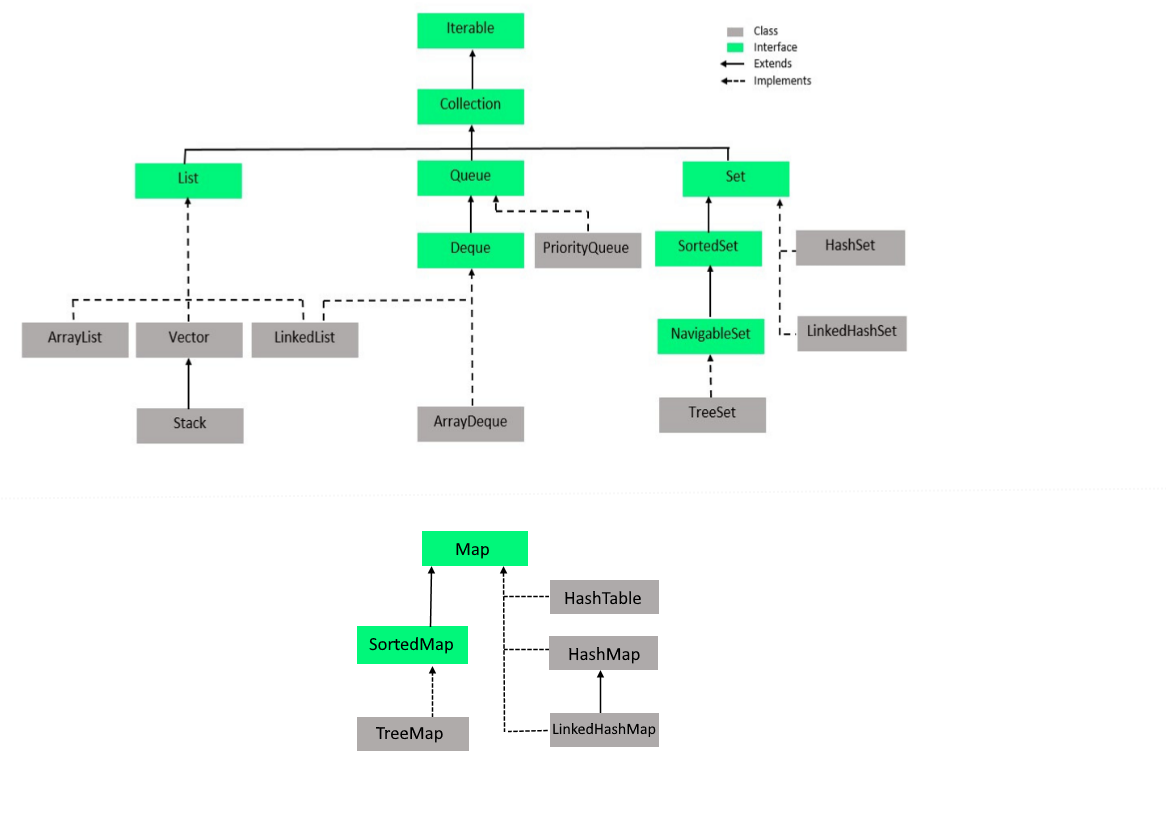 Iterable
Class
Interface
Extends
Implements
Collection
List
Queue
Set
Deque
PriorityQueue
SortedSet
HashSet
ArrayList
Vector
LinkedList
NavigableSet
LinkedHashSet
Stack
ArrayDeque
TreeSet
Map
HashTable
SortedMap
HashMap
TreeMap
LinkedHashMap